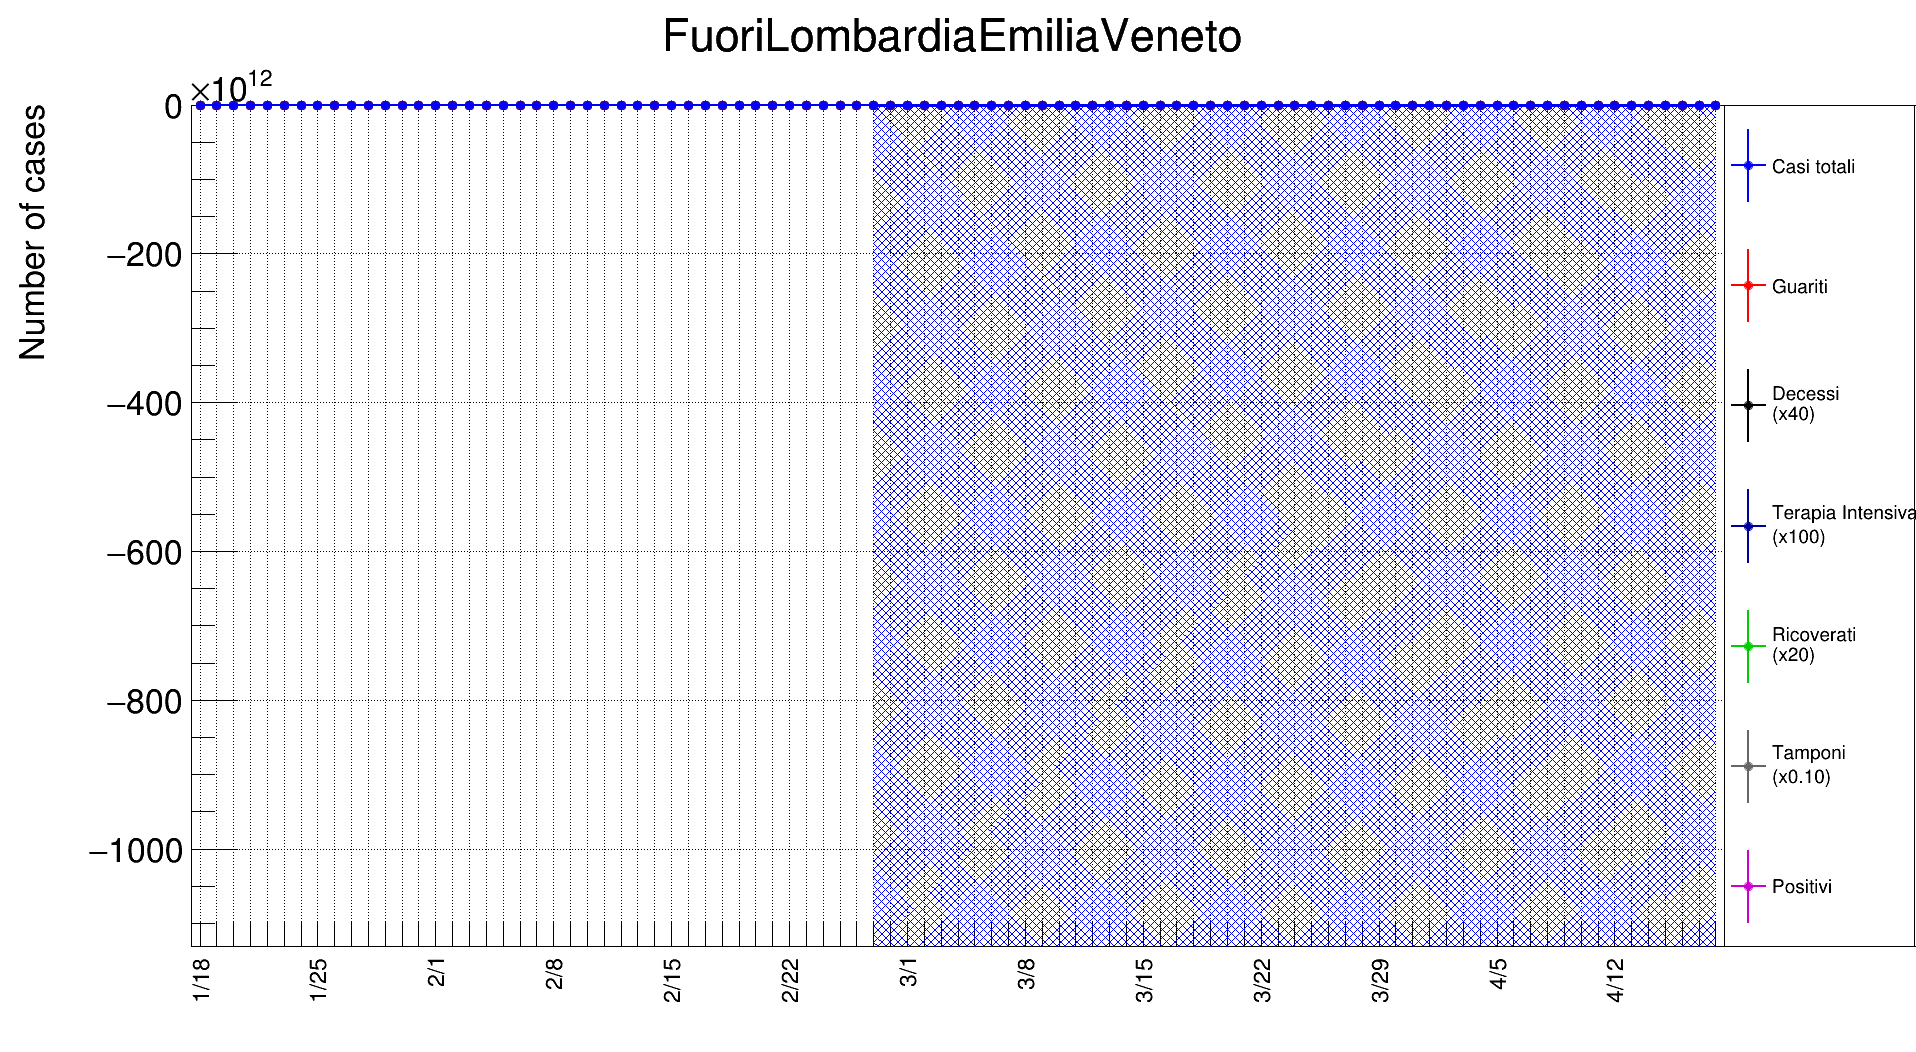 FuoriLombardiaEmiliaVeneto
×10¹²
Number of cases
0
−200
−400
−600
−800
−1000
1/18
1/25
2/1
2/8
2/15
2/22
3/1
3/8
3/15
3/22
3/29
4/5
4/12
Casi totali
Guariti
Decessi
(x40)
Terapia Intensiva
(x100)
Ricoverati
(x20)
Tamponi
(x0.10)
Positivi